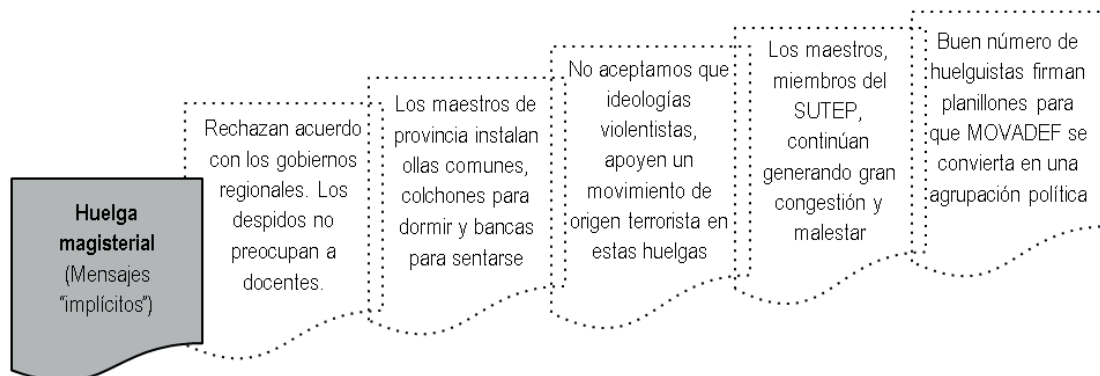 Huelga
magisterial
(Mensajes
"implícitos")
Rechazan acuerdo
con los gobiernos
regionales. Los
despidos no
preocupan a
docentes.
Los maestros de
provincia instalan
ollas comunes,
colchones para
dormir y bancas
para sentarse
No aceptamos que
ideologías
violentistas,
apoyen un
movimiento de
origen terrorista en
estas huelgas
Los maestros,
miembros del
SUTEP,
continúan
generando gran
congestión y
malestar
Buen número de
huelguistas firman
planillones para
que MOVADEF se
convierta en una
agrupación política